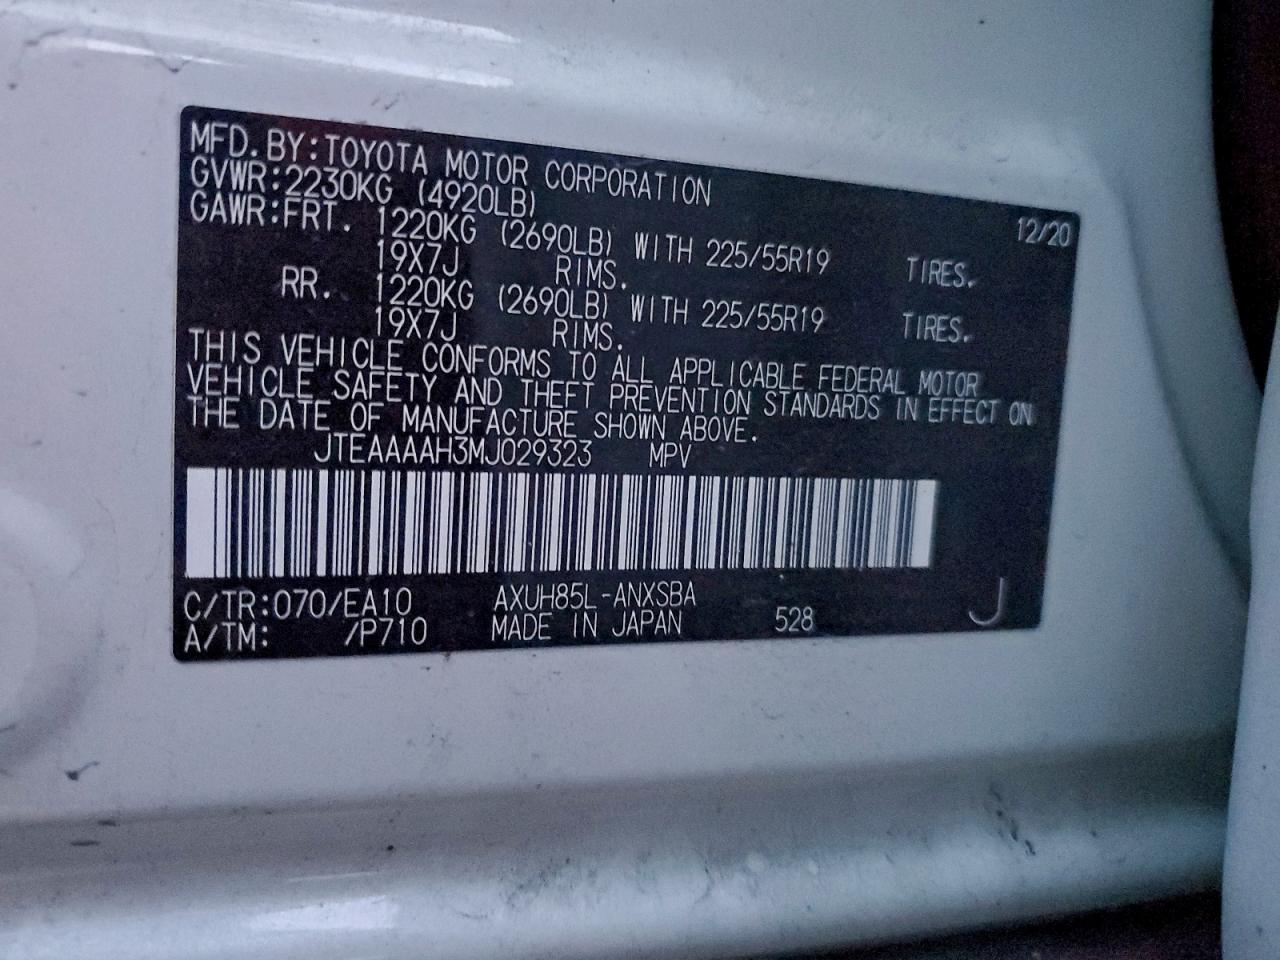 MFD. BY: TOYOTA MOTOR CORPORATION 12/20
GVWR: 2230KG (4920LB)
GAWR: FRT. 1220KG (2690LB) WITH 225/55R19 TIRES.
19X7J RIMS.
RR. 1220KG (2690LB) WITH 225/55R19 TIRES.
19X7J RIMS.
THIS VEHICLE CONFORMS TO ALL APPLICABLE FEDERAL MOTOR
VEHICLE SAFETY AND THEFT PREVENTION STANDARDS IN EFFECT ON
THE DATE OF MANUFACTURE SHOWN ABOVE.
JTEAAAAH3MJ029323 MPV
C/TR: 070/EA10 AXUH85L-ANXSBA
A/TM: /P710 MADE IN JAPAN 528 J